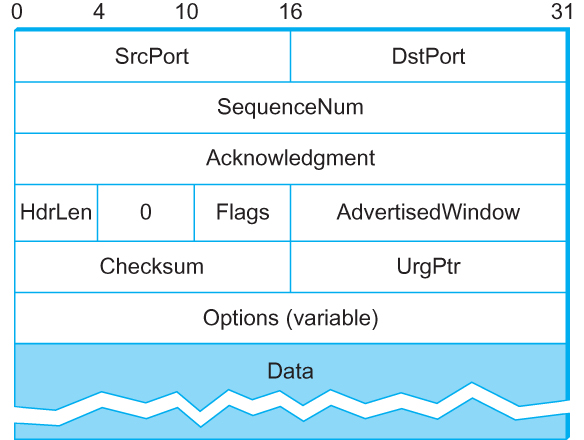 0 4 10 16 31
SrcPort DstPort
SequenceNum
Acknowledgment
HdrLen 0 Flags AdvertisedWindow
Checksum UrgPtr
Options (variable)
Data